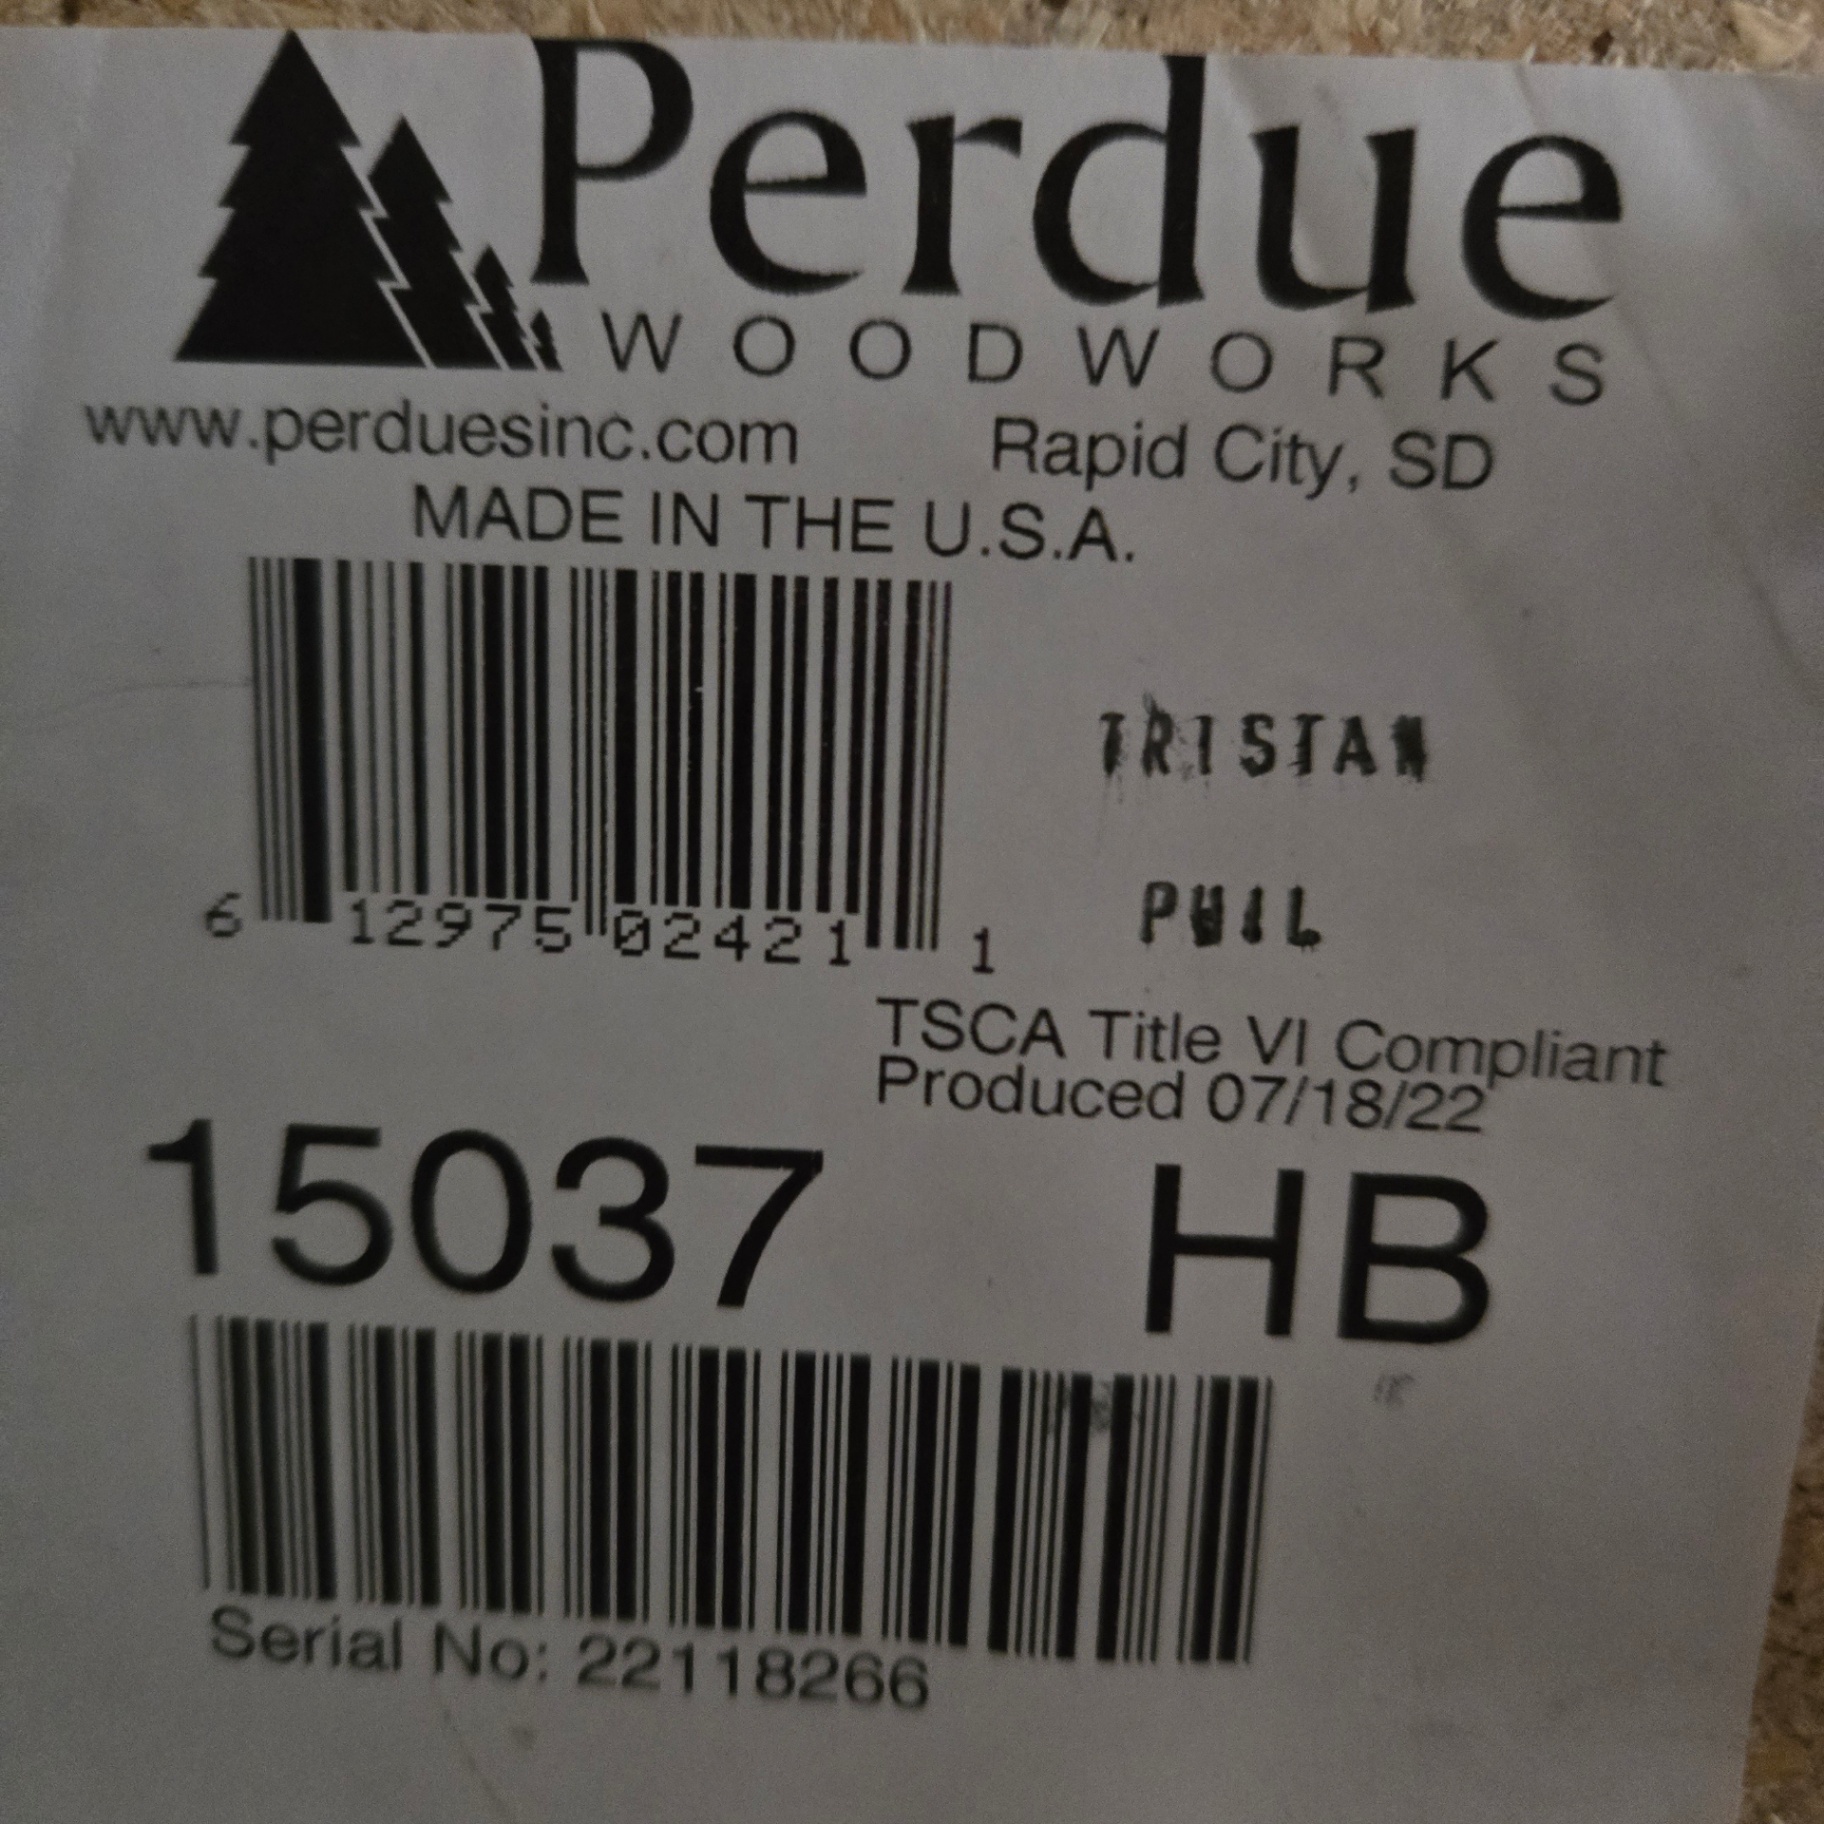 Perdue
WOODWORKS
www.perduesinc.com Rapid City, SD
MADE IN THE U.S.A.
TRISTAN
PHIL
6 12975 02421 1
TSCA Title VI Compliant
Produced 07/18/22
15037 HB
Serial No: 22118266